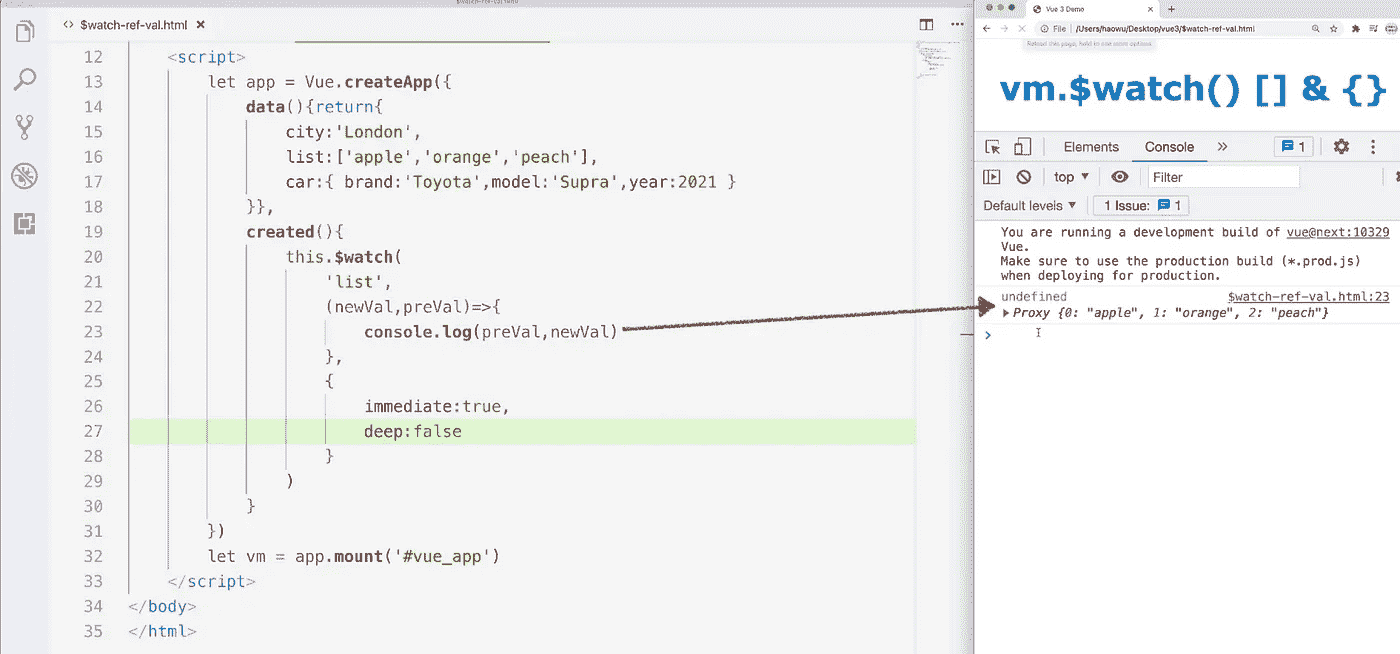 $watch-ref-val.html
12 <script>
13 let app = Vue.createApp({
14 data(){return{
15 city:'London',
16 list:['apple','orange','peach'],
17 car:{ brand:'Toyota',model:'Supra',year:2021 }
18 }},
19 created(){
20 this.$watch(
21 'list',
22 (newVal,preVal)=>{
23 console.log(preVal,newVal)
24 },
25 {
26 immediate:true,
27 deep:false
28 }
29 )
30 }
31 })
32 let vm = app.mount('#vue_app')
33 </script>
34 </body>
35 </html>
Vue 3 Demo
File | /Users/haowu/Desktop/vue3/$watch-ref-val.html
Reload this page, hold to see more options
vm.$watch() [] & {}
Elements Console 1
top Filter
Default levels 1 Issue: 1
You are running a development build of vue@next:10329
Vue.
Make sure to use the production build (*.prod.js)
when deploying for production.
undefined $watch-ref-val.html:23
Proxy {0: "apple", 1: "orange", 2: "peach"}